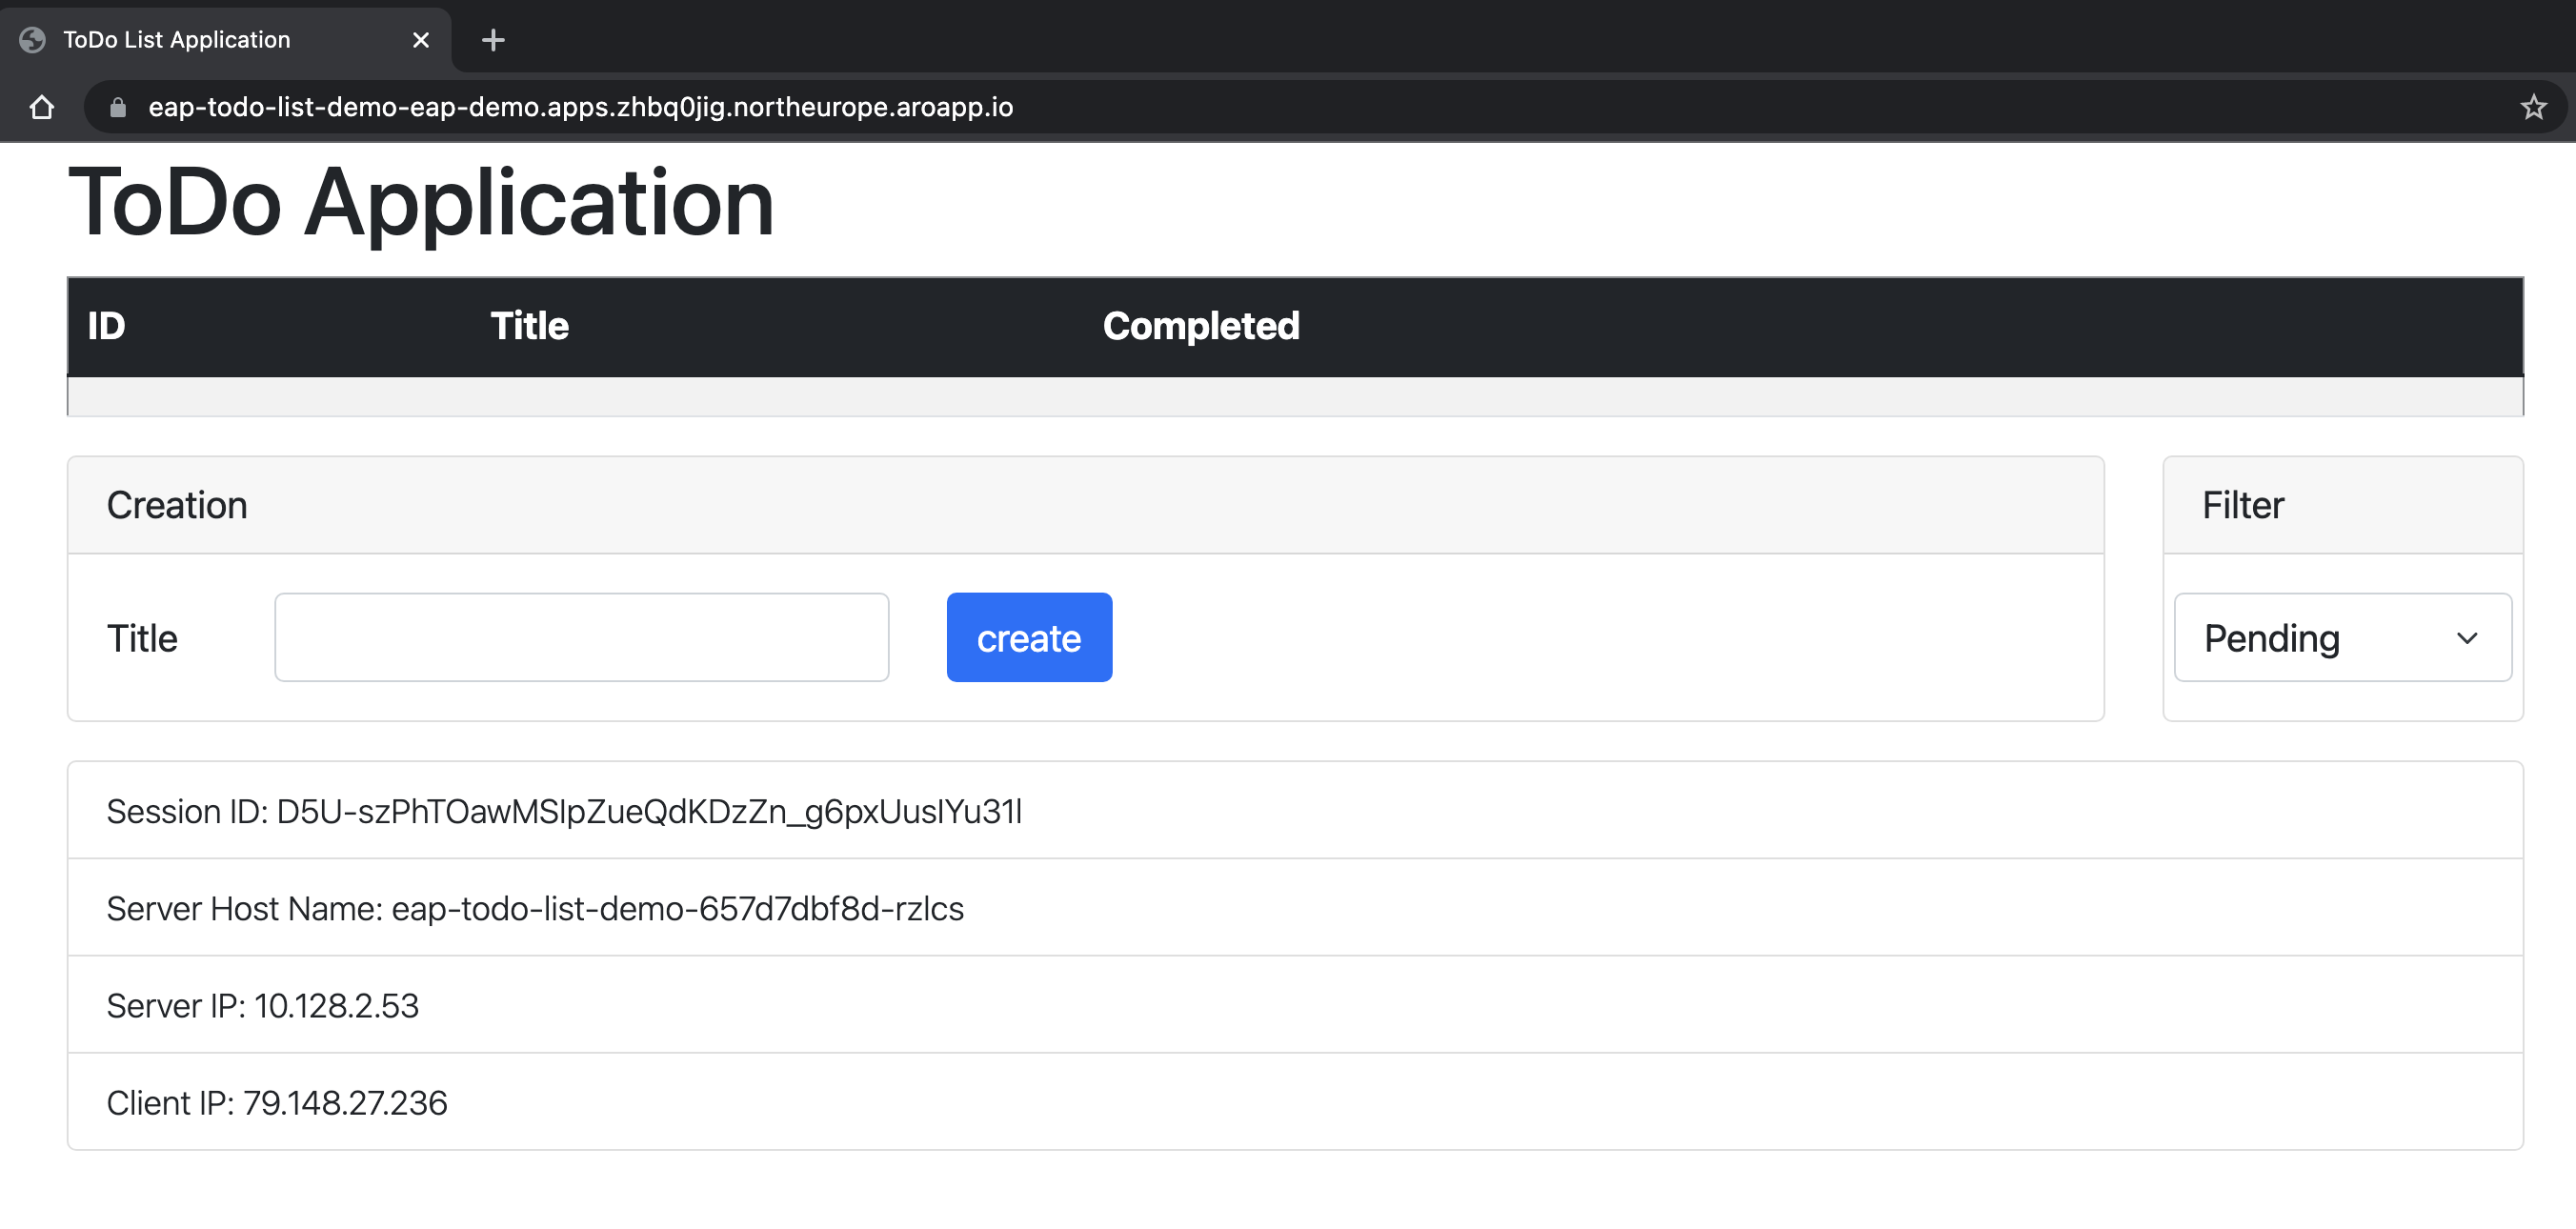 ToDo List Application
eap-todo-list-demo-eap-demo.apps.zhbq0jig.northeurope.aroapp.io
ToDo Application
ID Title Completed
Creation
Filter
Title create
Pending
Session ID: D5U-szPhTOawMSIpZueQdKDzZn_g6pxUusIYu31l
Server Host Name: eap-todo-list-demo-657d7dbf8d-rzlcs
Server IP: 10.128.2.53
Client IP: 79.148.27.236